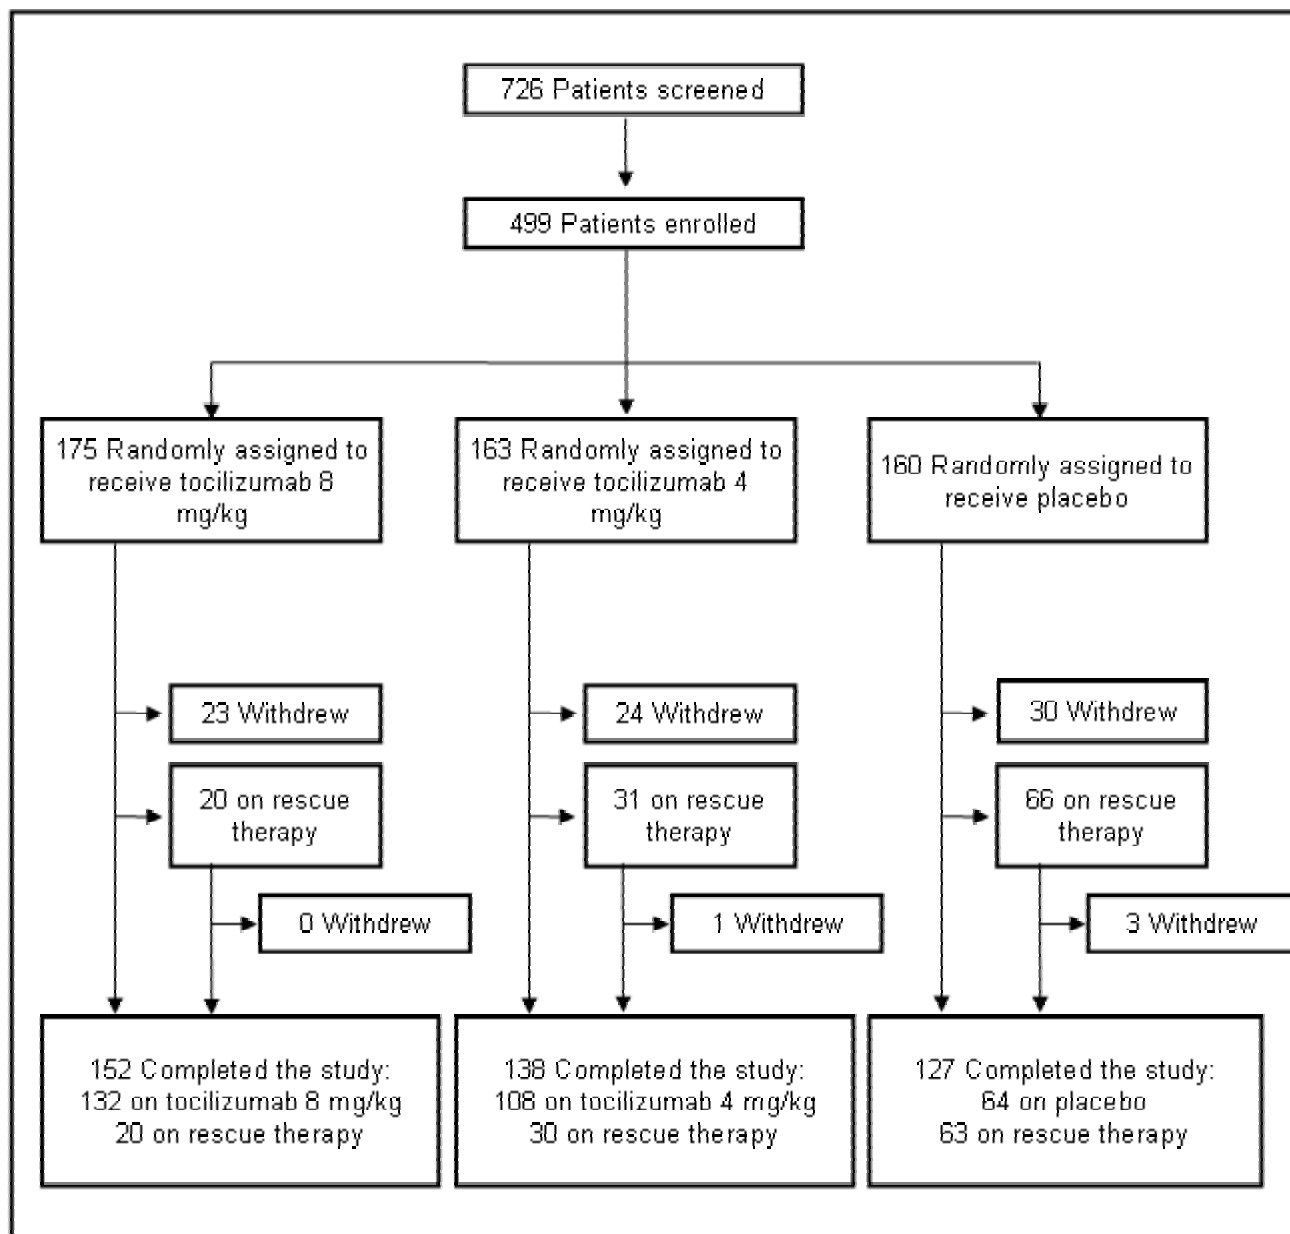 726 Patients screened
499 Patients enrolled
175 Randomly assigned to
receive tocilizumab 8
mg/kg
163 Randomly assigned to
receive tocilizumab 4
mg/kg
160 Randomly assigned to
receive placebo
23 Withdrew
24 Withdrew
30 Withdrew
20 on rescue
therapy
31 on rescue
therapy
66 on rescue
therapy
0 Withdrew
1 Withdrew
3 Withdrew
152 Completed the study:
132 on tocilizumab 8 mg/kg
20 on rescue therapy
138 Completed the study:
108 on tocilizumab 4 mg/kg
30 on rescue therapy
127 Completed the study:
64 on placebo
63 on rescue therapy